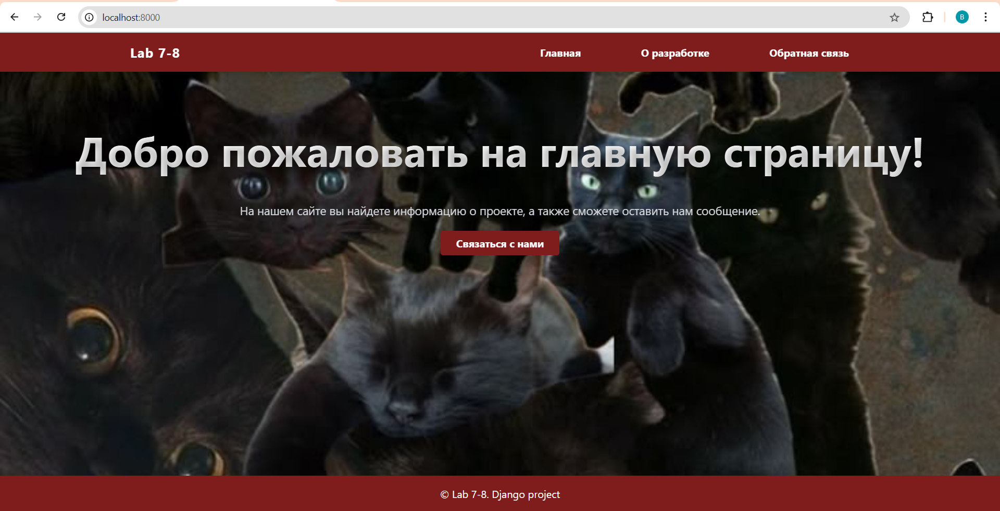 localhost:8000
B
Lab 7-8
Главная
О разработке
Обратная связь
Добро пожаловать на главную страницу!
На нашем сайте вы найдете информацию о проекте, а также сможете оставить нам сообщение.
Связаться с нами
© Lab 7-8. Django project